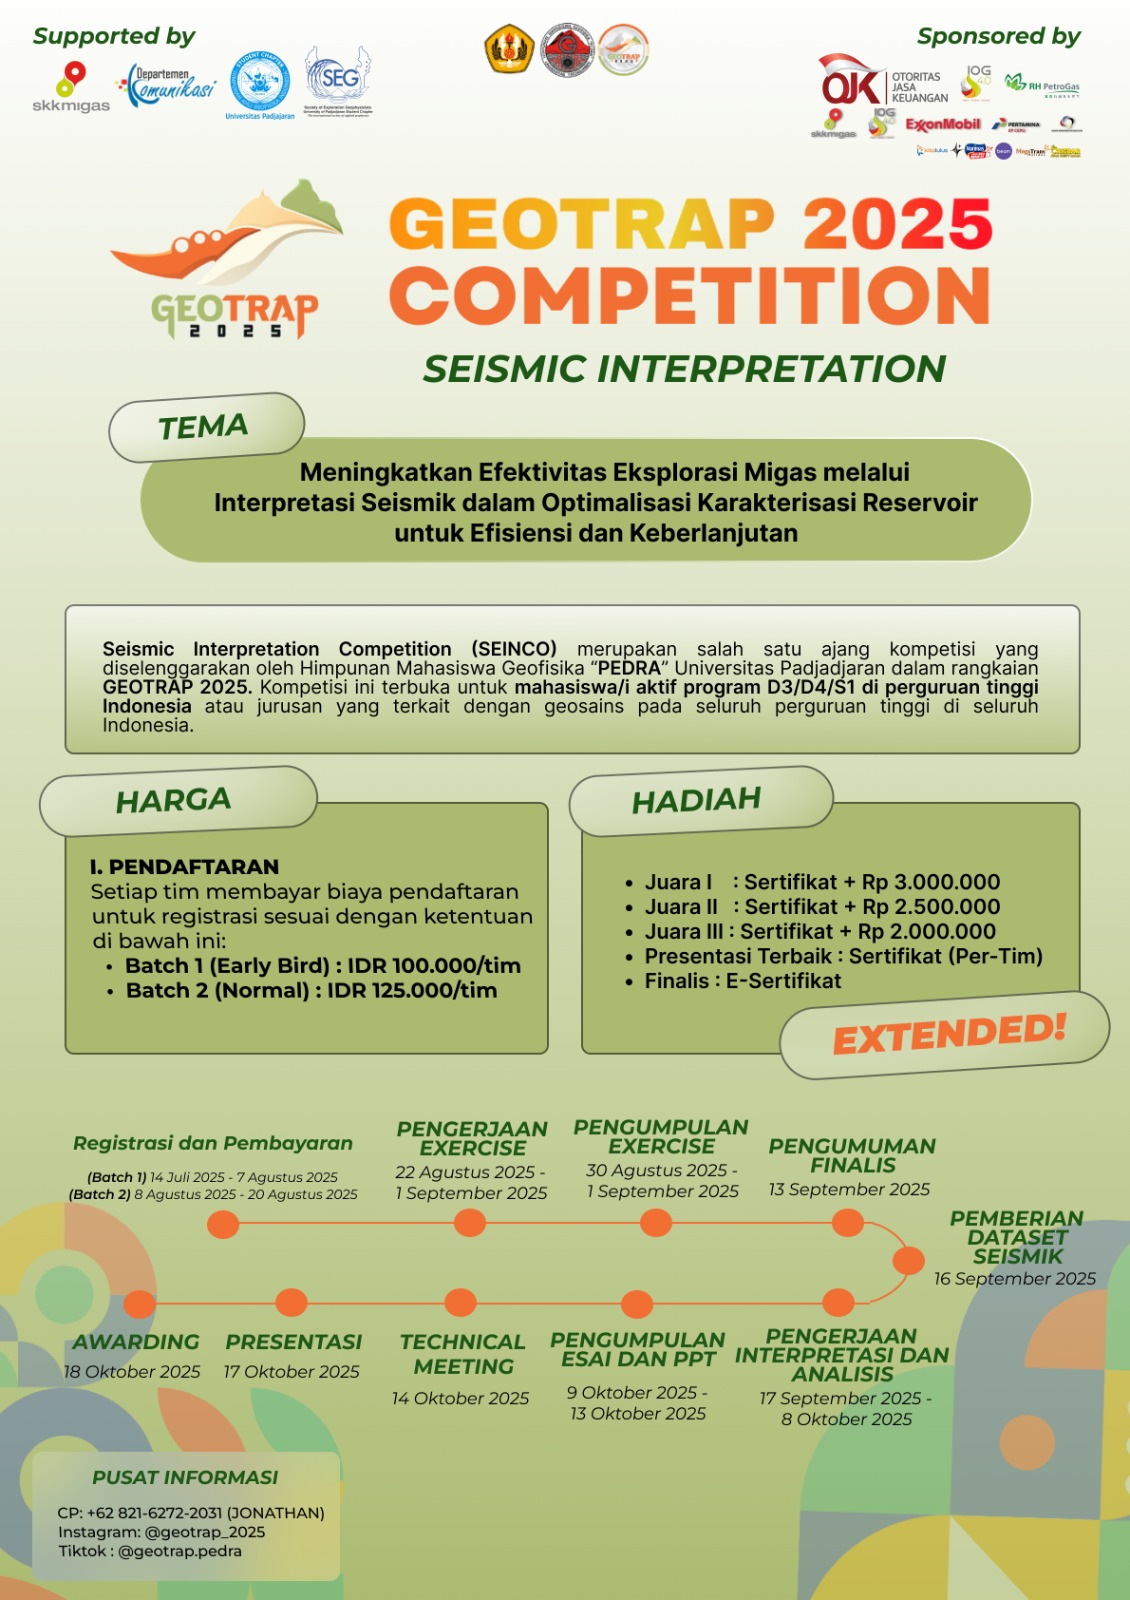 Supported by
Sponsored by
skkmigas
Departemen
Komunikasi
STUDENT CHAPTER
Universitas Padjajaran
SEG
GEOTRAP
OJK
OTORITAS
JASA
KEUANGAN
IOG
4.0
RH PetroGas
skkmigas
IOG
ExxonMobil
PERTAMINA
EP CEPU
GEOTRAP
2025
GEOTRAP 2025
COMPETITION
SEISMIC INTERPRETATION
TEMA
Meningkatkan Efektivitas Eksplorasi Migas melalui
Interpretasi Seismik dalam Optimalisasi Karakterisasi Reservoir
untuk Efisiensi dan Keberlanjutan
Seismic Interpretation Competition (SEINCO) merupakan salah satu ajang kompetisi yang
diselenggarakan oleh Himpunan Mahasiswa Geofisika “PEDRA” Universitas Padjadjaran dalam rangkaian
GEOTRAP 2025. Kompetisi ini terbuka untuk mahasiswa/i aktif program D3/D4/S1 di perguruan tinggi
Indonesia atau jurusan yang terkait dengan geosains pada seluruh perguruan tinggi di seluruh
Indonesia.
HARGA
I. PENDAFTARAN
Setiap tim membayar biaya pendaftaran
untuk registrasi sesuai dengan ketentuan
di bawah ini:
• Batch 1 (Early Bird) : IDR 100.000/tim
• Batch 2 (Normal) : IDR 125.000/tim
HADIAH
• Juara I : Sertifikat + Rp 3.000.000
• Juara II : Sertifikat + Rp 2.500.000
• Juara III : Sertifikat + Rp 2.000.000
• Presentasi Terbaik : Sertifikat (Per-Tim)
• Finalis : E-Sertifikat
EXTENDED!
Registrasi dan Pembayaran
(Batch 1) 14 Juli 2025 - 7 Agustus 2025
(Batch 2) 8 Agustus 2025 - 20 Agustus 2025
PENGERJAAN
EXERCISE
22 Agustus 2025 -
1 September 2025
PENGUMPULAN
EXERCISE
30 Agustus 2025 -
1 September 2025
PENGUMUMAN
FINALIS
13 September 2025
PEMBERIAN
DATASET
SEISMIK
16 September 2025
AWARDING
18 Oktober 2025
PRESENTASI
17 Oktober 2025
TECHNICAL
MEETING
14 Oktober 2025
PENGUMPULAN
ESAI DAN PPT
9 Oktober 2025 -
13 Oktober 2025
PENGERJAAN
INTERPRETASI DAN
ANALISIS
17 September 2025 -
8 Oktober 2025
PUSAT INFORMASI
CP: +62 821-6272-2031 (JONATHAN)
Instagram: @geotrap_2025
Tiktok : @geotrap.pedra